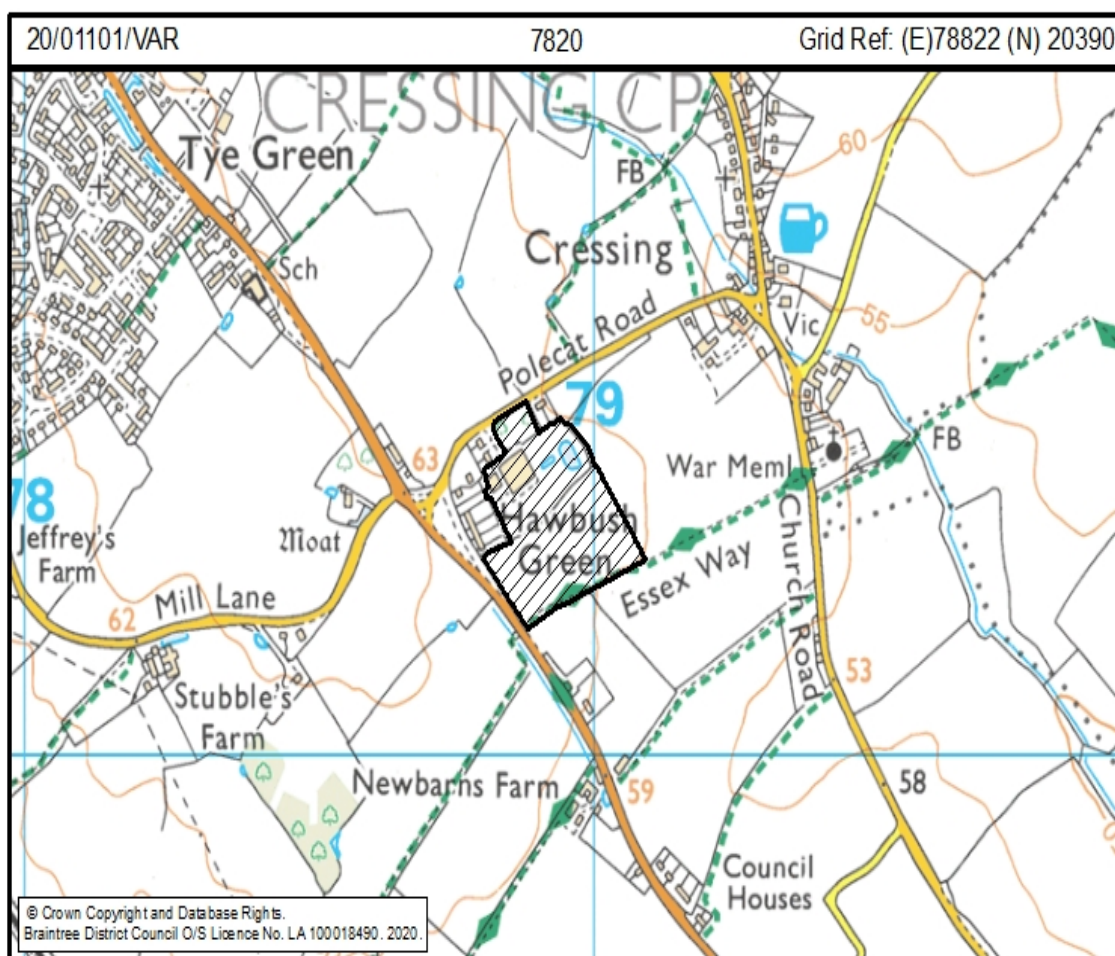 20/01101/VAR
7820
Grid Ref: (E)78822 (N) 20390
CRESSING CP
Tye Green
FB
60
Cressing
Sch
Vic
55
Polecat Road
79
63
War Meml
FB
78
Jeffrey's
Farm
Moat
Hawbush
Green
Essex Way
Church Road
Mill Lane
62
53
Stubble's
Farm
Newbarns Farm
59
58
Council
Houses
© Crown Copyright and Database Rights.
Braintree District Council O/S Licence No. LA 100018490. 2020.